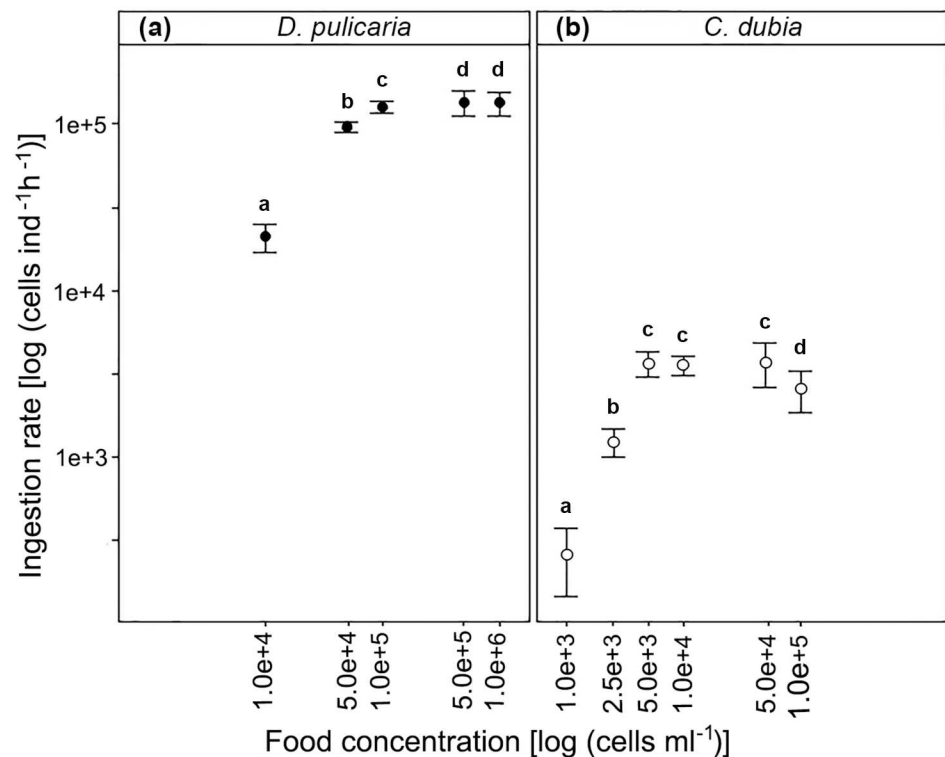 (a) D. pulicaria
(b) C. dubia
Ingestion rate [log (cells ind⁻¹h⁻¹)]
1e+5
1e+4
1e+3
a
b
c
d
d
a
b
c
c
c
d
1.0e+4
5.0e+4
1.0e+5
5.0e+5
1.0e+6
1.0e+3
2.5e+3
5.0e+3
1.0e+4
5.0e+4
1.0e+5
Food concentration [log (cells ml⁻¹)]